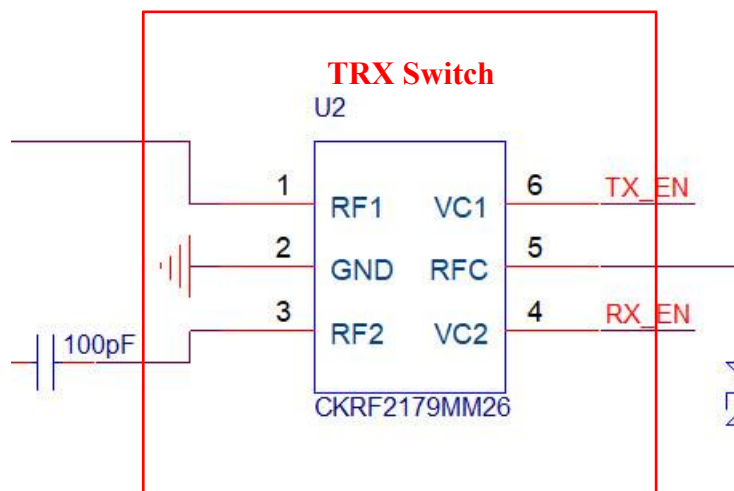 TRX Switch
U2
1 RF1 VC1 6 TX_EN
2 GND RFC 5
3 RF2 VC2 4 RX_EN
100pF
CKRF2179MM26